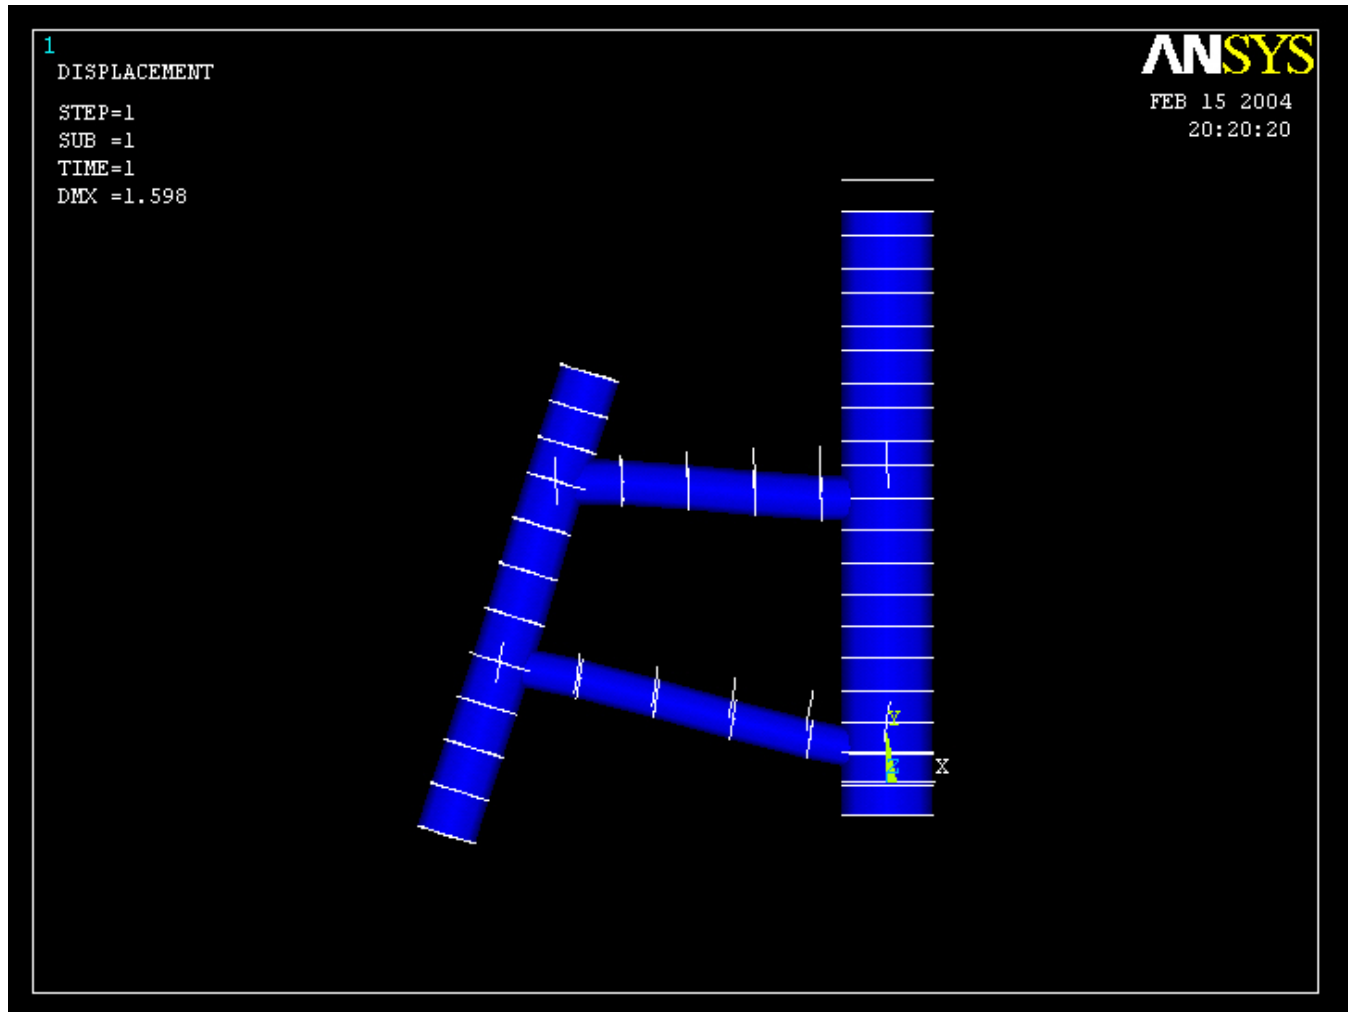 1
DISPLACEMENT
STEP=1
SUB =1
TIME=1
DMX =1.598
ANSYS
FEB 15 2004
20:20:20
Y
Z
X